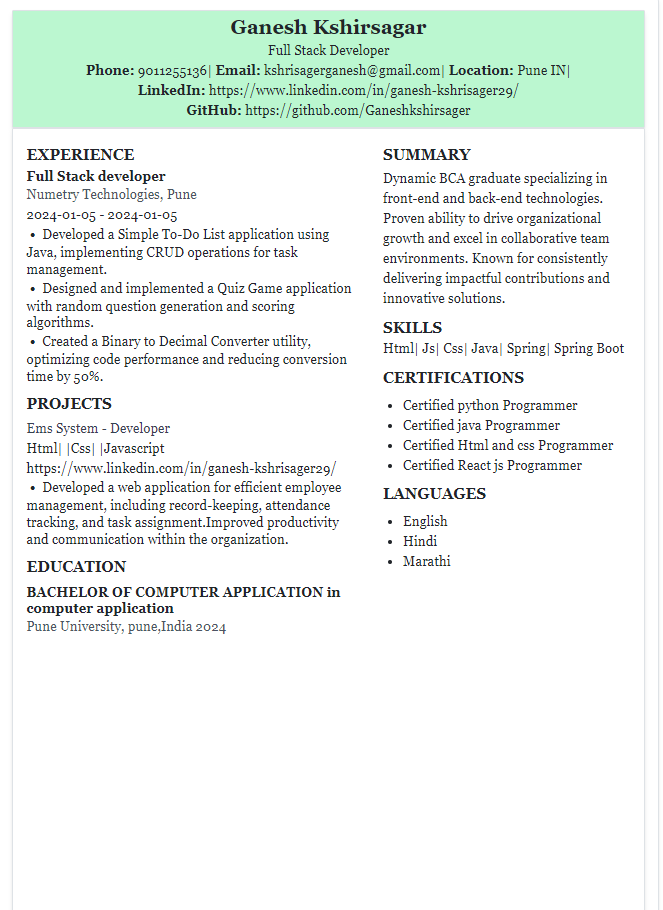 Ganesh Kshirsagar
Full Stack Developer
Phone: 9011255136| Email: kshrisagerganesh@gmail.com| Location: Pune IN|
LinkedIn: https://www.linkedin.com/in/ganesh-kshrisager29/
GitHub: https://github.com/Ganeshkshirsager
EXPERIENCE
Full Stack developer
Numetry Technologies, Pune
2024-01-05 - 2024-01-05
• Developed a Simple To-Do List application using
Java, implementing CRUD operations for task
management.
• Designed and implemented a Quiz Game application
with random question generation and scoring
algorithms.
• Created a Binary to Decimal Converter utility,
optimizing code performance and reducing conversion
time by 50%.
PROJECTS
Ems System - Developer
Html| |Css| |Javascript
https://www.linkedin.com/in/ganesh-kshrisager29/
• Developed a web application for efficient employee
management, including record-keeping, attendance
tracking, and task assignment.Improved productivity
and communication within the organization.
EDUCATION
BACHELOR OF COMPUTER APPLICATION in
computer application
Pune University, pune,India 2024
SUMMARY
Dynamic BCA graduate specializing in
front-end and back-end technologies.
Proven ability to drive organizational
growth and excel in collaborative team
environments. Known for consistently
delivering impactful contributions and
innovative solutions.
SKILLS
Html| Js| Css| Java| Spring| Spring Boot
CERTIFICATIONS
• Certified python Programmer
• Certified java Programmer
• Certified Html and css Programmer
• Certified React js Programmer
LANGUAGES
• English
• Hindi
• Marathi